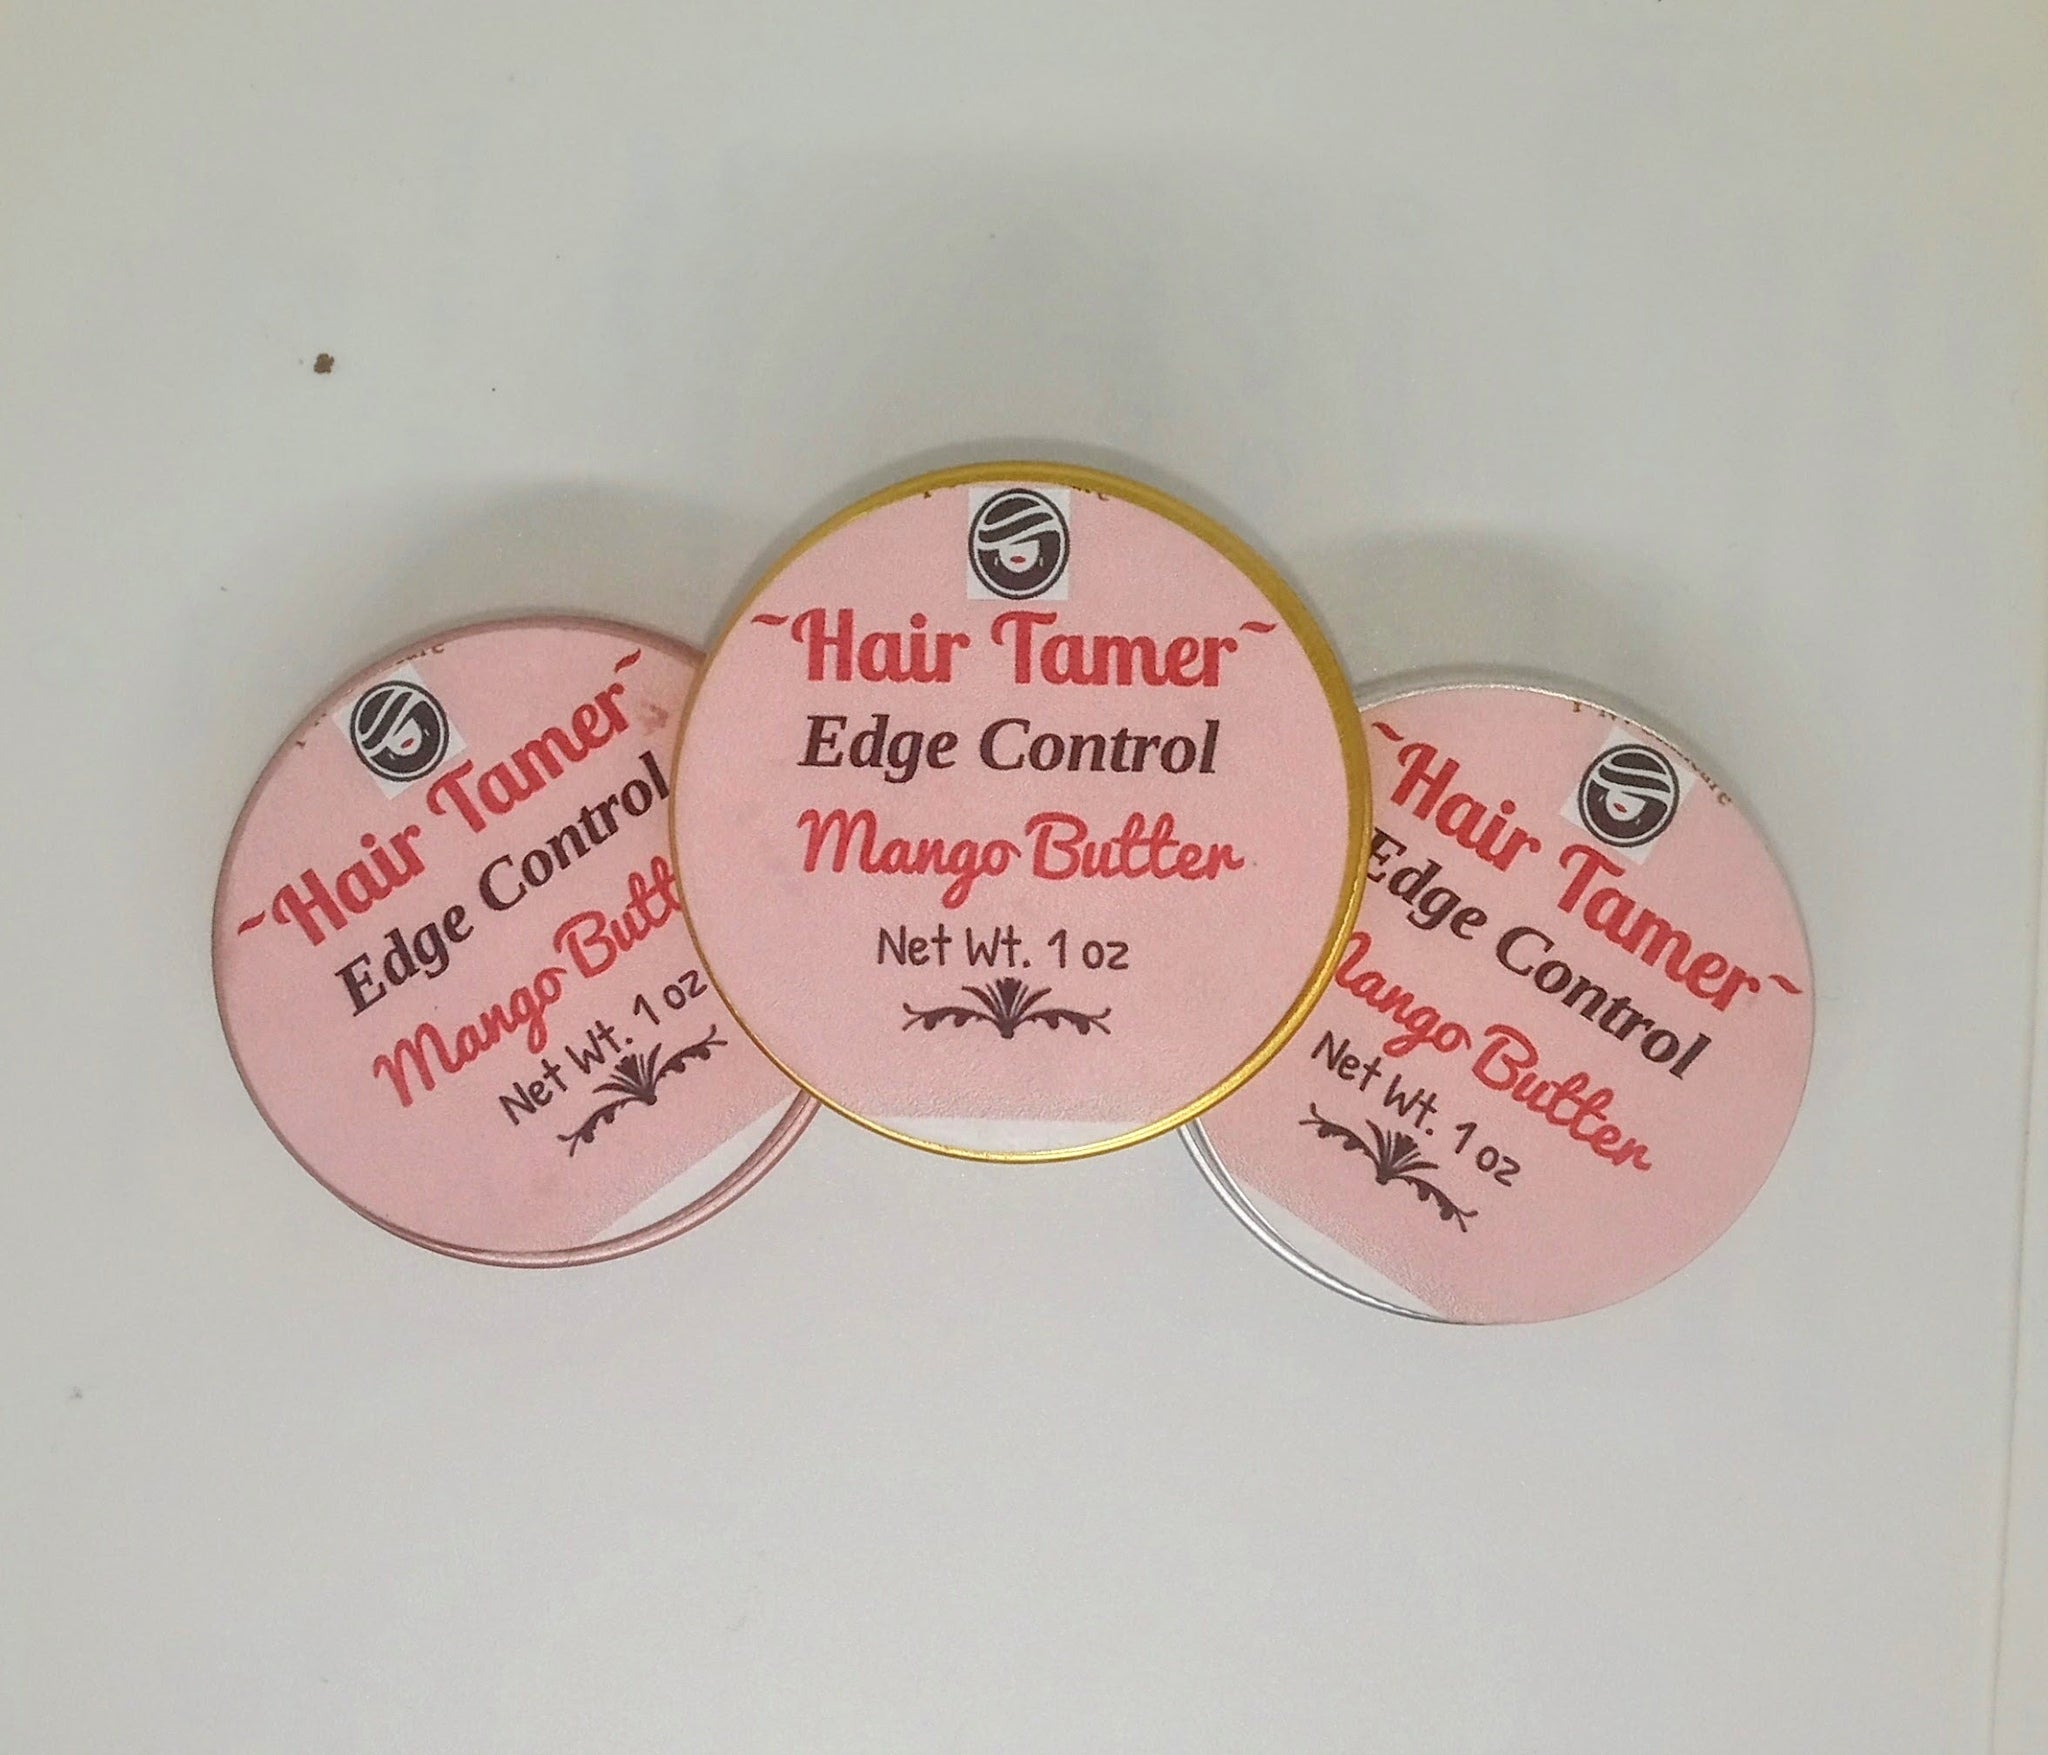 ~Hair Tamer~
Edge Control
Mango Butt
Net Wt. 1 oz
~Hair Tamer~
Edge Control
Mango Butter
Net Wt. 1 oz
~Hair Tamer~
Edge Control
Mango Butter
Net Wt. 1 oz